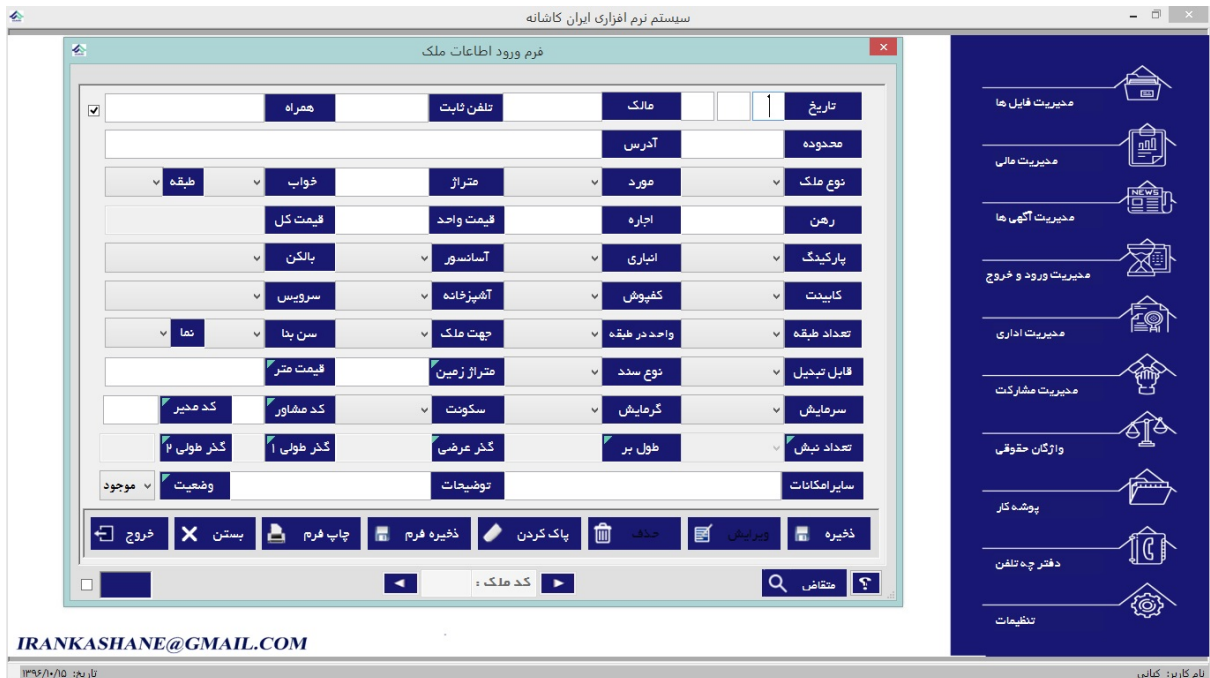 سیستم نرم افزاری ایران کاشانه
فرم ورود اطاعات ملک
تاریخ 1 مالک تلفن ثابت همراه
محدوده آدرس
نوع ملک مورد متراژ خواب طبقه
رهن اجاره قیمت واحد قیمت کل
پارکینگ انباری آسانسور بالکن
کابینت کفپوش آشپزخانه سرویس
تعداد طبقه واحد در طبقه جهت ملک سن بنا نما
قابل تبدیل نوع سند متراژ زمین قیمت متر
سرمایش گرمایش سکونت کد مشاور کد مدیر
تعداد نبش طول بر گذر عرضی گذر طولی ۱ گذر طولی ۲
سایر امکانات توضیحات وضعیت موجود
ذخیره ویرایش حذف پاک کردن ذخیره فرم چاپ فرم بستن خروج
؟ متقاض کد ملک :
مدیریت فایل ها
مدیریت مالی
NEWS
مدیریت آگهی ها
مدیریت ورود و خروج
مدیریت اداری
مدیریت مشارکت
واژگان حقوقی
پوشه کار
دفتر چه تلفن
تنظیمات
IRANKASHANE@GMAIL.COM
نام کاربر: کیانی تاریخ: ۱۳۹۶/۱۰/۱۵